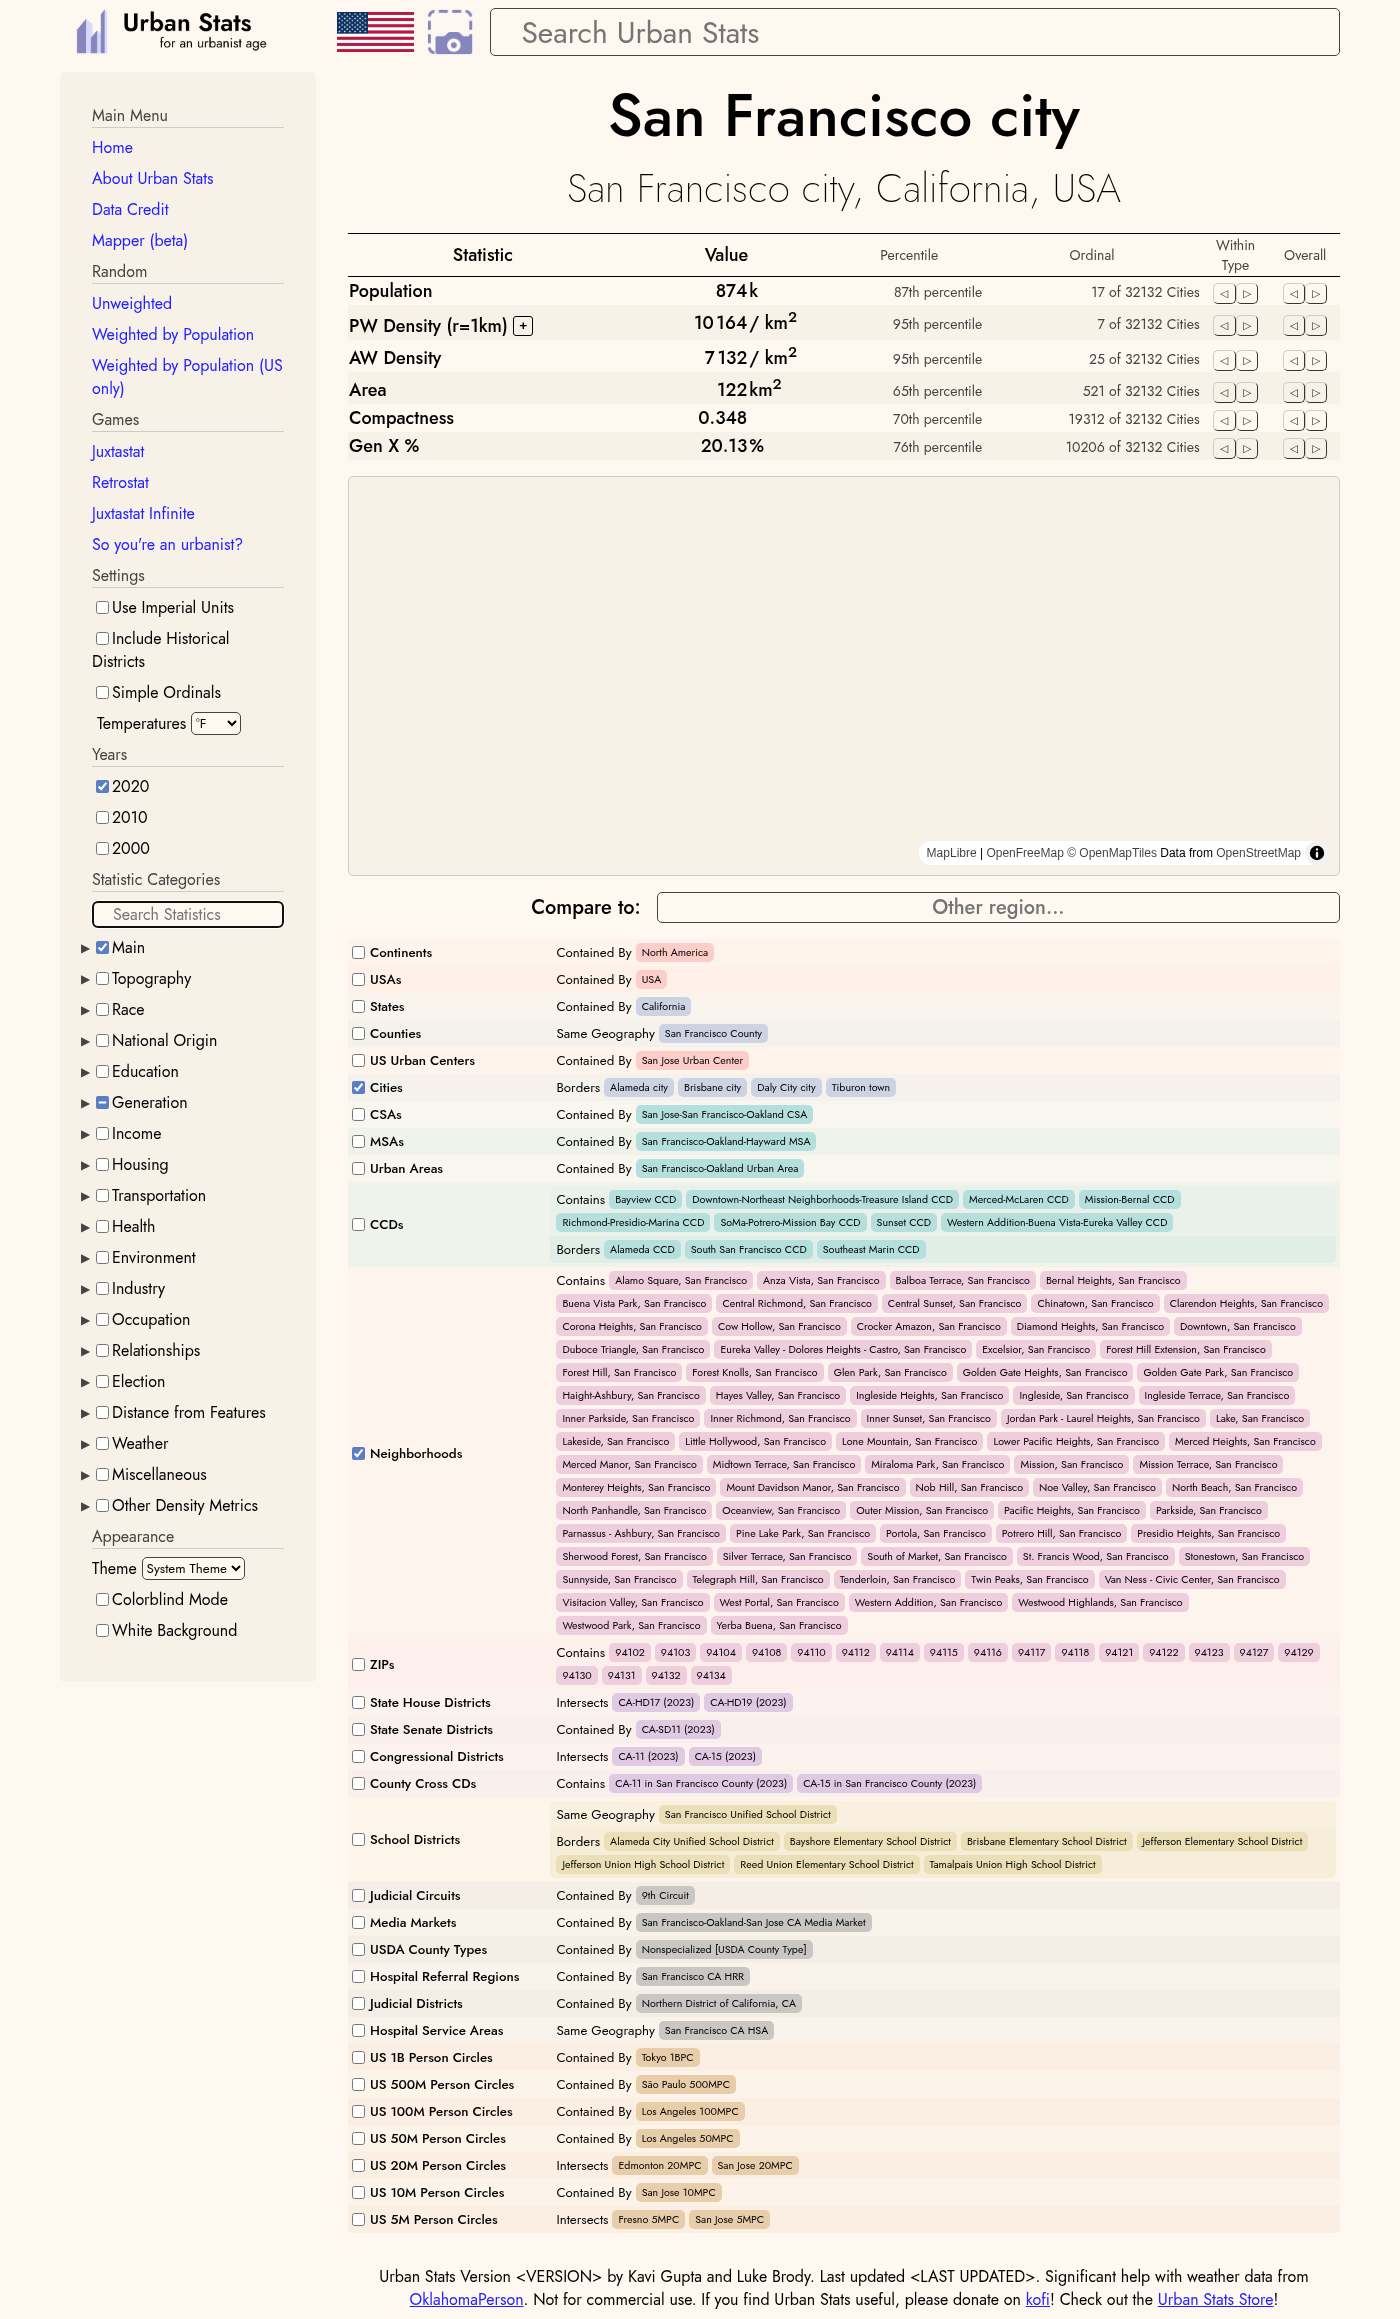 Urban Stats
for an urbanist age
Search Urban Stats
Main Menu
Home
About Urban Stats
Data Credit
Mapper (beta)
Random
Unweighted
Weighted by Population
Weighted by Population (US
only)
Games
Juxtastat
Retrostat
Juxtastat Infinite
So you're an urbanist?
Settings
Use Imperial Units
Include Historical
Districts
Simple Ordinals
Temperatures °F
Years
2020
2010
2000
Statistic Categories
Search Statistics
Main
Topography
Race
National Origin
Education
Generation
Income
Housing
Transportation
Health
Environment
Industry
Occupation
Relationships
Election
Distance from Features
Weather
Miscellaneous
Other Density Metrics
Appearance
Theme System Theme
Colorblind Mode
White Background
San Francisco city
San Francisco city, California, USA
Statistic Value Percentile Ordinal Within Type Overall
Population 874k 87th percentile 17 of 32132 Cities
PW Density (r=1km) + 10 164 / km2 95th percentile 7 of 32132 Cities
AW Density 7 132 / km2 95th percentile 25 of 32132 Cities
Area 122 km2 65th percentile 521 of 32132 Cities
Compactness 0.348 70th percentile 19312 of 32132 Cities
Gen X % 20.13% 76th percentile 10206 of 32132 Cities
MapLibre | OpenFreeMap © OpenMapTiles Data from OpenStreetMap
Compare to: Other region...
Continents Contained By North America
USAs Contained By USA
States Contained By California
Counties Same Geography San Francisco County
US Urban Centers Contained By San Jose Urban Center
Cities Borders Alameda city Brisbane city Daly City city Tiburon town
CSAs Contained By San Jose-San Francisco-Oakland CSA
MSAs Contained By San Francisco-Oakland-Hayward MSA
Urban Areas Contained By San Francisco-Oakland Urban Area
CCDs
Contains Bayview CCD Downtown-Northeast Neighborhoods-Treasure Island CCD Merced-McLaren CCD Mission-Bernal CCD
Richmond-Presidio-Marina CCD SoMa-Potrero-Mission Bay CCD Sunset CCD Western Addition-Buena Vista-Eureka Valley CCD
Borders Alameda CCD South San Francisco CCD Southeast Marin CCD
Neighborhoods
Contains Alamo Square, San Francisco Anza Vista, San Francisco Balboa Terrace, San Francisco Bernal Heights, San Francisco
Buena Vista Park, San Francisco Central Richmond, San Francisco Central Sunset, San Francisco Chinatown, San Francisco Clarendon Heights, San Francisco
Corona Heights, San Francisco Cow Hollow, San Francisco Crocker Amazon, San Francisco Diamond Heights, San Francisco Downtown, San Francisco
Duboce Triangle, San Francisco Eureka Valley - Dolores Heights - Castro, San Francisco Excelsior, San Francisco Forest Hill Extension, San Francisco
Forest Hill, San Francisco Forest Knolls, San Francisco Glen Park, San Francisco Golden Gate Heights, San Francisco Golden Gate Park, San Francisco
Haight-Ashbury, San Francisco Hayes Valley, San Francisco Ingleside Heights, San Francisco Ingleside, San Francisco Ingleside Terrace, San Francisco
Inner Parkside, San Francisco Inner Richmond, San Francisco Inner Sunset, San Francisco Jordan Park - Laurel Heights, San Francisco Lake, San Francisco
Lakeside, San Francisco Little Hollywood, San Francisco Lone Mountain, San Francisco Lower Pacific Heights, San Francisco Merced Heights, San Francisco
Merced Manor, San Francisco Midtown Terrace, San Francisco Miraloma Park, San Francisco Mission, San Francisco Mission Terrace, San Francisco
Monterey Heights, San Francisco Mount Davidson Manor, San Francisco Nob Hill, San Francisco Noe Valley, San Francisco North Beach, San Francisco
North Panhandle, San Francisco Oceanview, San Francisco Outer Mission, San Francisco Pacific Heights, San Francisco Parkside, San Francisco
Parnassus - Ashbury, San Francisco Pine Lake Park, San Francisco Portola, San Francisco Potrero Hill, San Francisco Presidio Heights, San Francisco
Sherwood Forest, San Francisco Silver Terrace, San Francisco South of Market, San Francisco St. Francis Wood, San Francisco Stonestown, San Francisco
Sunnyside, San Francisco Telegraph Hill, San Francisco Tenderloin, San Francisco Twin Peaks, San Francisco Van Ness - Civic Center, San Francisco
Visitacion Valley, San Francisco West Portal, San Francisco Western Addition, San Francisco Westwood Highlands, San Francisco
Westwood Park, San Francisco Yerba Buena, San Francisco
ZIPs
Contains 94102 94103 94104 94108 94110 94112 94114 94115 94116 94117 94118 94121 94122 94123 94127 94129
94130 94131 94132 94134
State House Districts Intersects CA-HD17 (2023) CA-HD19 (2023)
State Senate Districts Contained By CA-SD11 (2023)
Congressional Districts Intersects CA-11 (2023) CA-15 (2023)
County Cross CDs Contains CA-11 in San Francisco County (2023) CA-15 in San Francisco County (2023)
School Districts
Same Geography San Francisco Unified School District
Borders Alameda City Unified School District Bayshore Elementary School District Brisbane Elementary School District Jefferson Elementary School District
Jefferson Union High School District Reed Union Elementary School District Tamalpais Union High School District
Judicial Circuits Contained By 9th Circuit
Media Markets Contained By San Francisco-Oakland-San Jose CA Media Market
USDA County Types Contained By Nonspecialized [USDA County Type]
Hospital Referral Regions Contained By San Francisco CA HRR
Judicial Districts Contained By Northern District of California, CA
Hospital Service Areas Same Geography San Francisco CA HSA
US 1B Person Circles Contained By Tokyo 1BPC
US 500M Person Circles Contained By São Paulo 500MPC
US 100M Person Circles Contained By Los Angeles 100MPC
US 50M Person Circles Contained By Los Angeles 50MPC
US 20M Person Circles Intersects Edmonton 20MPC San Jose 20MPC
US 10M Person Circles Contained By San Jose 10MPC
US 5M Person Circles Intersects Fresno 5MPC San Jose 5MPC
Urban Stats Version <VERSION> by Kavi Gupta and Luke Brody. Last updated <LAST UPDATED>. Significant help with weather data from
OklahomaPerson. Not for commercial use. If you find Urban Stats useful, please donate on kofi! Check out the Urban Stats Store!